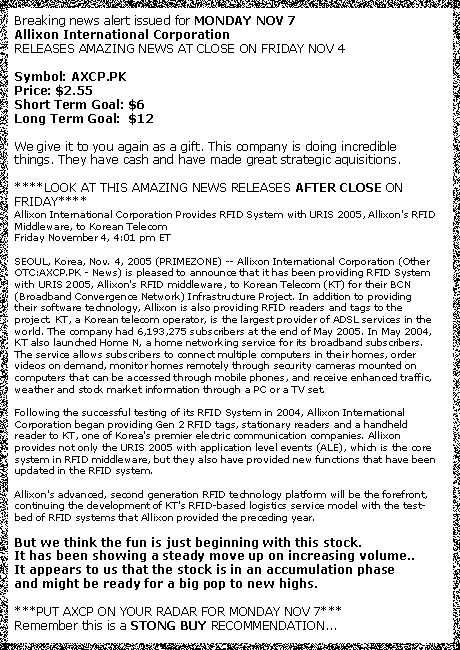 Breaking news alert issued for MONDAY NOV 7
Allixon International Corporation
RELEASES AMAZING NEWS AT CLOSE ON FRIDAY NOV 4
Symbol: AXCP.PK
Price: $2.55
Short Term Goal: $6
Long Term Goal: $12
We give it to you again as a gift. This company is doing incredible
things. They have cash and have made great strategic aquisitions.
****LOOK AT THIS AMAZING NEWS RELEASES AFTER CLOSE ON
FRIDAY****
Allixon International Corporation Provides RFID System with URIS 2005, Allixon's RFID
Middleware, to Korean Telecom
Friday November 4, 4:01 pm ET
SEOUL, Korea, Nov. 4, 2005 (PRIMEZONE) -- Allixon International Corporation (Other
OTC:AXCP.PK - News) is pleased to announce that it has been providing RFID System
with URIS 2005, Allixon's RFID middleware, to Korean Telecom (KT) for their BCN
(Broadband Convergence Network) Infrastructure Project. In addition to providing
their software technology, Allixon is also providing RFID readers and tags to the
project. KT, a Korean telecom operator, is the largest provider of ADSL services in the
world. The company had 6,193,275 subscribers at the end of May 2005. In May 2004,
KT also launched Home N, a home networking service for its broadband subscribers.
The service allows subscribers to connect multiple computers in their homes, order
videos on demand, monitor homes remotely through security cameras mounted on
computers that can be accessed through mobile phones, and receive enhanced traffic,
weather and stock market information through a PC or a TV set.
Following the successful testing of its RFID System in 2004, Allixon International
Corporation began providing Gen 2 RFID tags, stationary readers and a handheld
reader to KT, one of Korea's premier electric communication companies. Allixon
provides not only the URIS 2005 with application level events (ALE), which is the core
system in RFID middleware, but they also have provided new functions that have been
updated in the RFID system.
Allixon's advanced, second generation RFID technology platform will be the forefront,
continuing the development of KT's RFID-based logistics service model with the test-
bed of RFID systems that Allixon provided the preceding year.
But we think the fun is just beginning with this stock.
It has been showing a steady move up on increasing volume..
It appears to us that the stock is in an accumulation phase
and might be ready for a big pop to new highs.
***PUT AXCP ON YOUR RADAR FOR MONDAY NOV 7***
Remember this is a STONG BUY RECOMMENDATION...